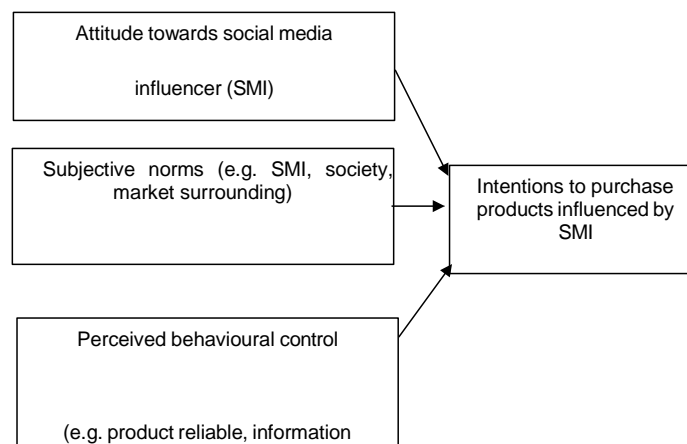 Attitude towards social media
influencer (SMI)
Subjective norms (e.g. SMI, society,
market surrounding)
Intentions to purchase
products influenced by
SMI
Perceived behavioural control
(e.g. product reliable, information